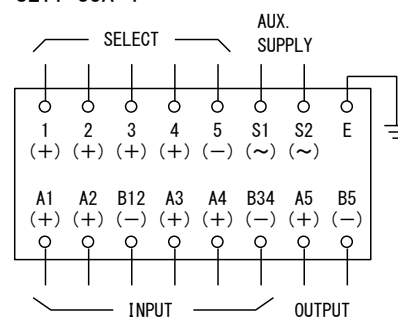 AUX.
SELECT
SUPPLY
1 2 3 4 5 S1 S2 E
(+) (+) (+) (+) (−) (~) (~)
A1 A2 B12 A3 A4 B34 A5 B5
(+) (+) (−) (+) (+) (−) (+) (−)
INPUT OUTPUT